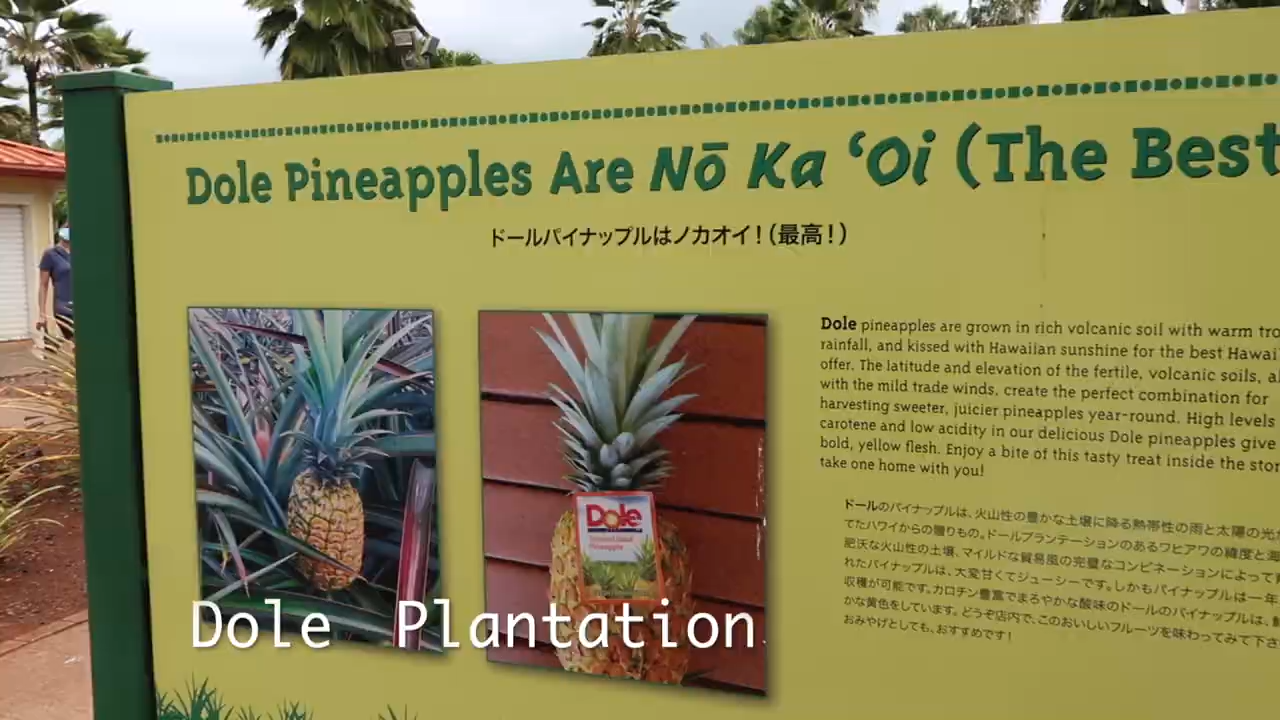 Dole Pineapples Are Nō Ka ʻOi (The Best
ドールパイナップルはノカオイ!(最高!)
Dole pineapples are grown in rich volcanic soil with warm
rainfall, and kissed with Hawaiian sunshine for the best
offer. The latitude and elevation of the fertile, volcanic soils,
with the mild trade winds, create the perfect combination for
harvesting sweeter, juicier pineapples year-round. High levels
carotene and low acidity in our delicious Dole pineapples give
bold, yellow flesh. Enjoy a bite of this tasty treat inside the
take one home with you!
ドールのパイナップルは、火山性の豊かな土壌に降る熱帯性の雨と太陽の光
てたハワイからの贈りもの。ドールプランテーションのあるワヒアワの緯度と
肥沃な火山性の土壌、マイルドな貿易風の完璧なコンビネーションによって
れたパイナップルは、大変甘くてジューシーです。しかもパイナップルは一年
収穫が可能です。カロチン豊富でまろやかな酸味のドールのパイナップルは、
かな黄色をしています。どうぞ店内で、このおいしいフルーツを味わってみて下さ
おみやげとしても、おすすめです!
Dole
Pineapple
Dole Plantation